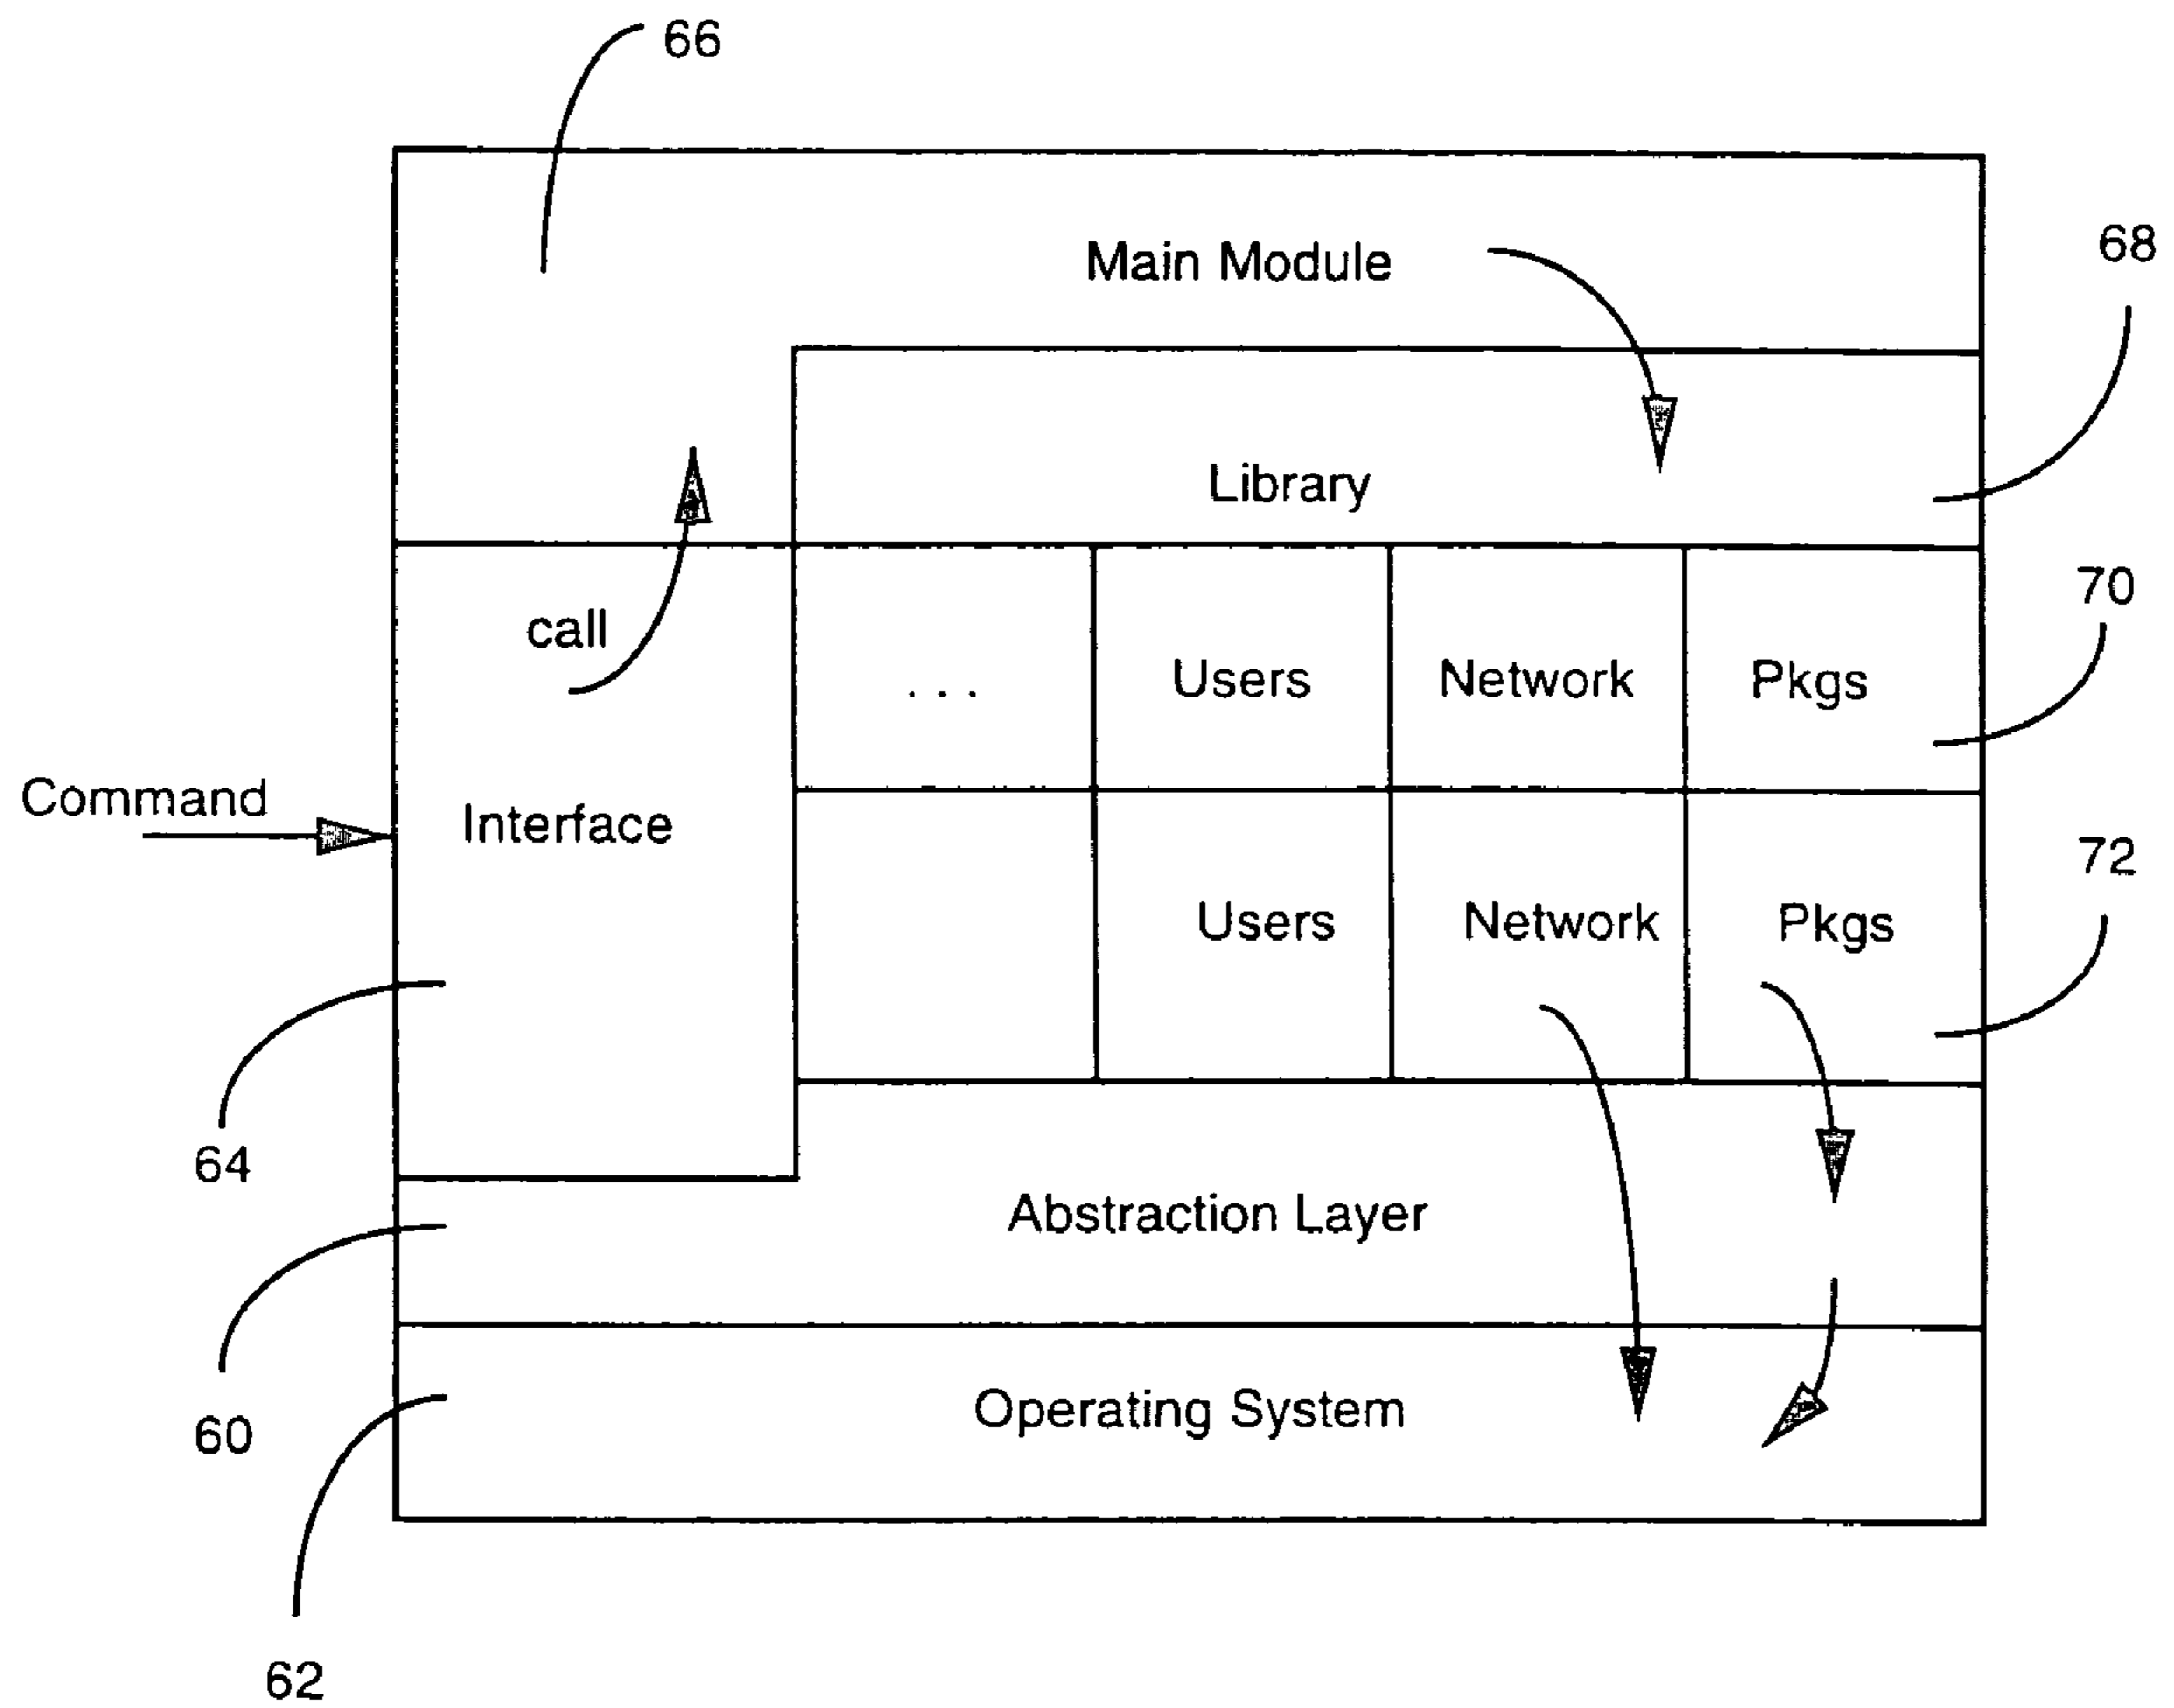 66
Main Module
68
Library
call
70
... Users Network Pkgs
Command
Interface
72
Users Network Pkgs
64
Abstraction Layer
60
Operating System
62